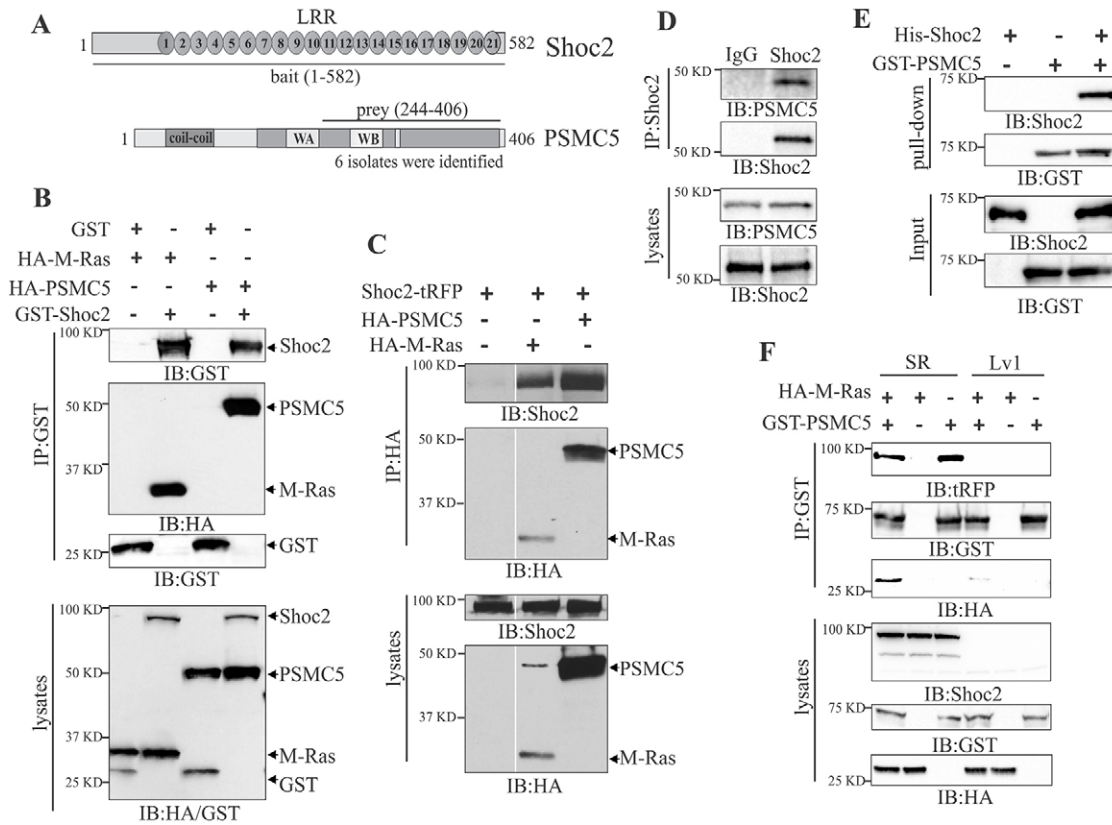 A
LRR
1 1 2 3 4 5 6 7 8 9 10 11 12 13 14 15 16 17 18 19 20 21 582 Shoc2
bait (1-582)
prey (244-406)
1 coil-coil WA WB 406 PSMC5
6 isolates were identified
B
GST + - + -
HA-M-Ras + + - -
HA-PSMC5 - - + +
GST-Shoc2 - + - +
IP:GST
100 KD
Shoc2
IB:GST
50 KD
PSMC5
37 KD
M-Ras
IB:HA
25 KD
GST
IB:GST
lysates
100 KD
Shoc2
50 KD
PSMC5
37 KD
M-Ras
25 KD
GST
IB:HA/GST
C
Shoc2-tRFP + + +
HA-PSMC5 - - +
HA-M-Ras - + -
IP:HA
100 KD
IB:Shoc2
50 KD
PSMC5
37 KD
M-Ras
IB:HA
lysates
100 KD
IB:Shoc2
50 KD
PSMC5
37 KD
M-Ras
IB:HA
D
IgG Shoc2
IP:Shoc2
50 KD
IB:PSMC5
50 KD
IB:Shoc2
lysates
50 KD
IB:PSMC5
50 KD
IB:Shoc2
E
His-Shoc2 + - +
GST-PSMC5 - + +
pull-down
75 KD
IB:Shoc2
75 KD
IB:GST
Input
75 KD
IB:Shoc2
75 KD
IB:GST
F
SR Lv1
HA-M-Ras + + - + + -
GST-PSMC5 + - + + - +
IP:GST
100 KD
IB:tRFP
75 KD
IB:GST
25 KD
IB:HA
lysates
100 KD
IB:Shoc2
75 KD
IB:GST
25 KD
IB:HA